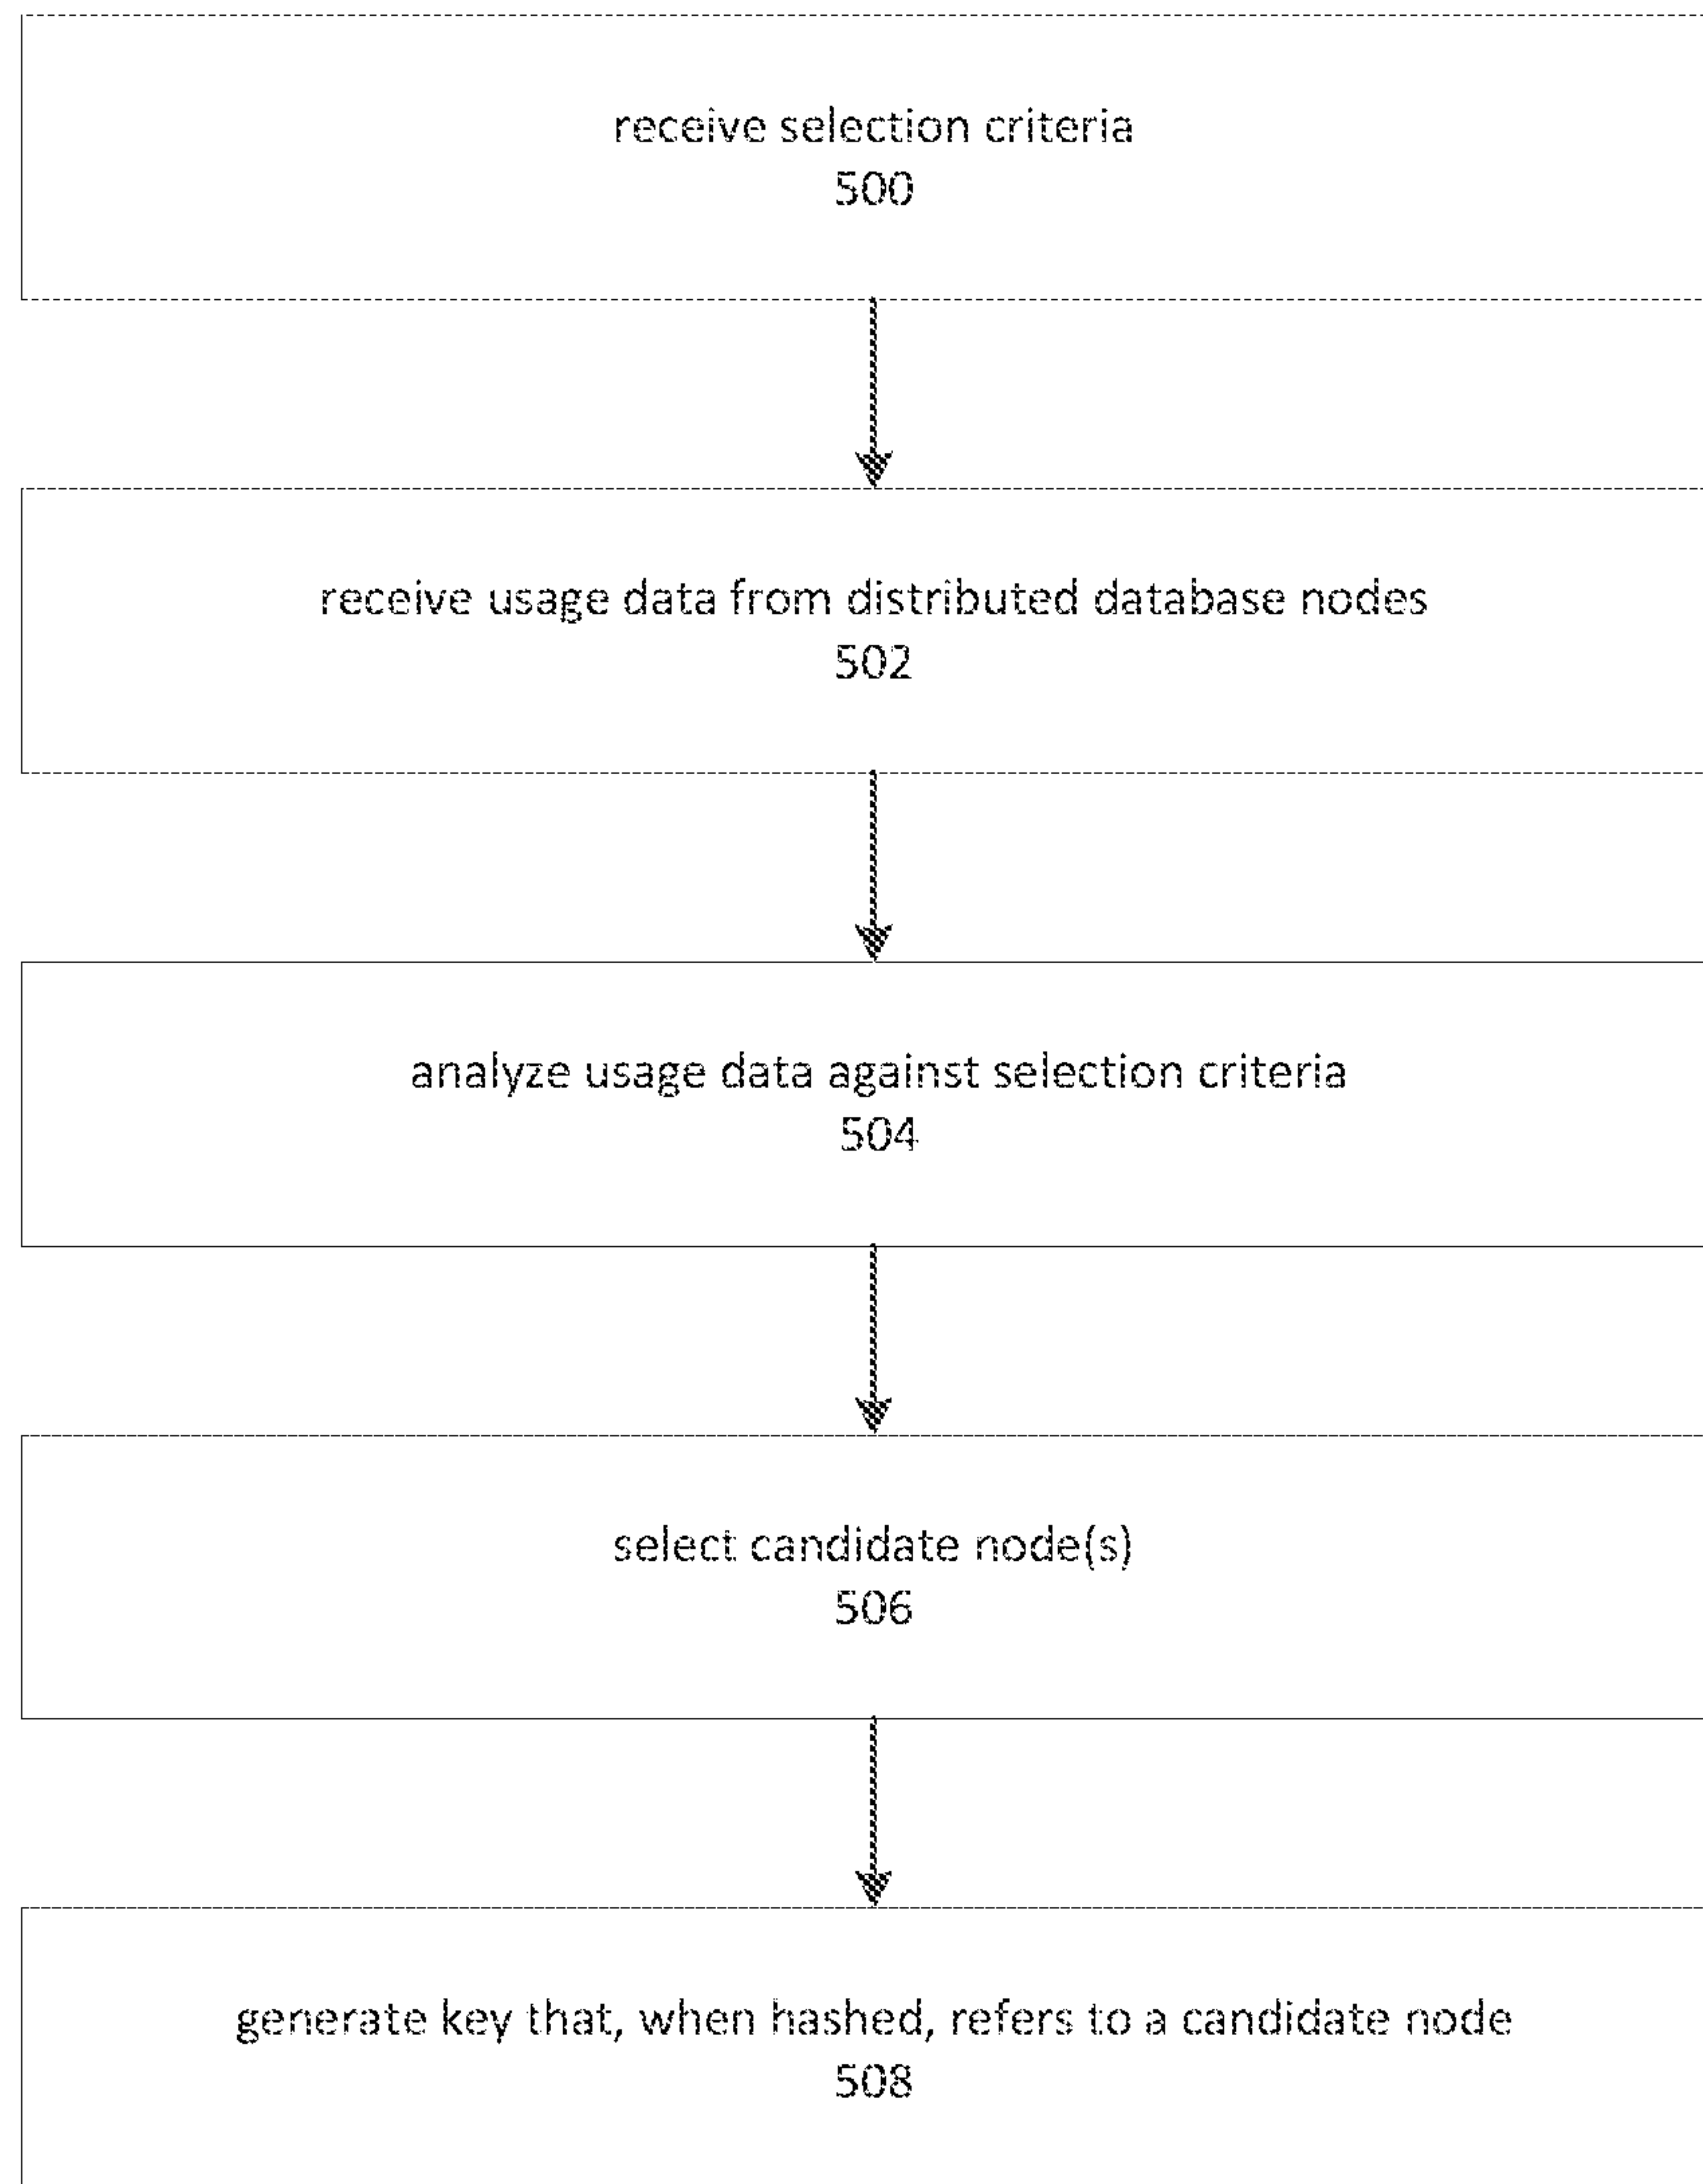 receive selection criteria
500
receive usage data from distributed database nodes
502
analyze usage data against selection criteria
504
select candidate node(s)
506
generate key that, when hashed, refers to a candidate node
508